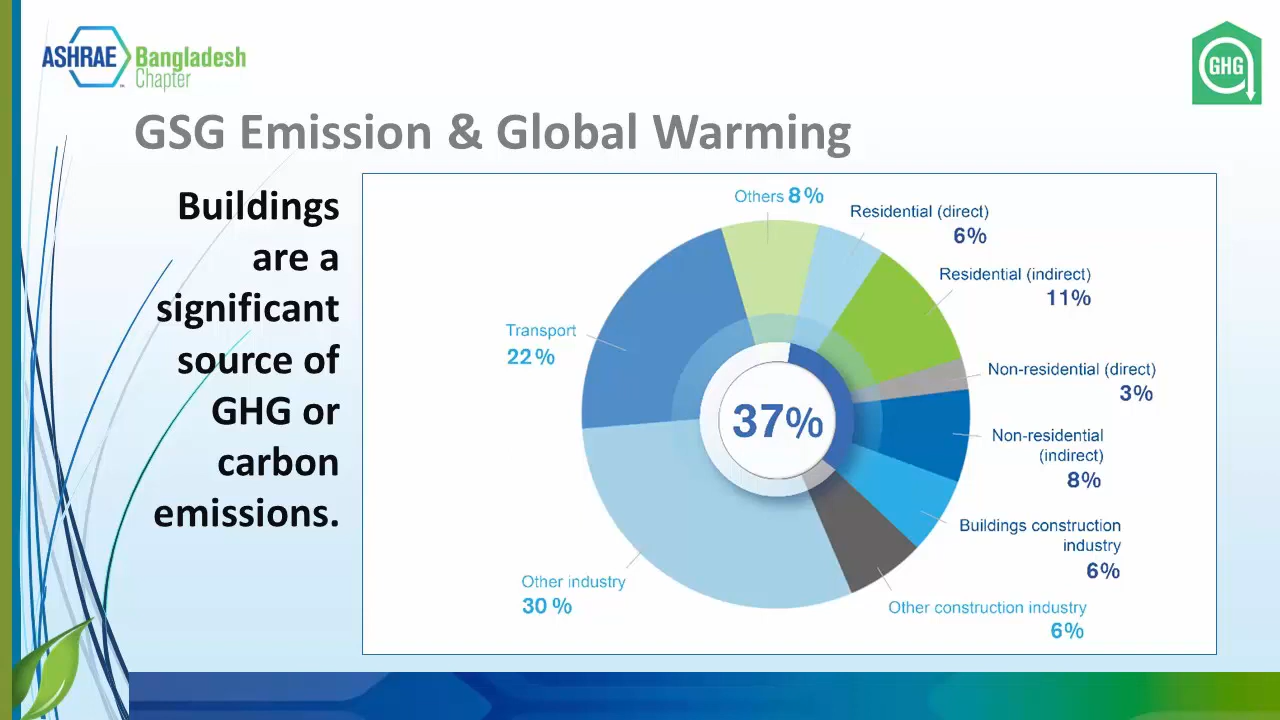 ASHRAE Bangladesh
Chapter
GHG
GSG Emission & Global Warming
Buildings
are a
significant
source of
GHG or
carbon
emissions.
Others 8%
Residential (direct)
6%
Residential (indirect)
11%
Non-residential (direct)
3%
Non-residential
(indirect)
8%
Buildings construction
industry
6%
Other construction industry
6%
Other industry
30 %
Transport
22 %
37%